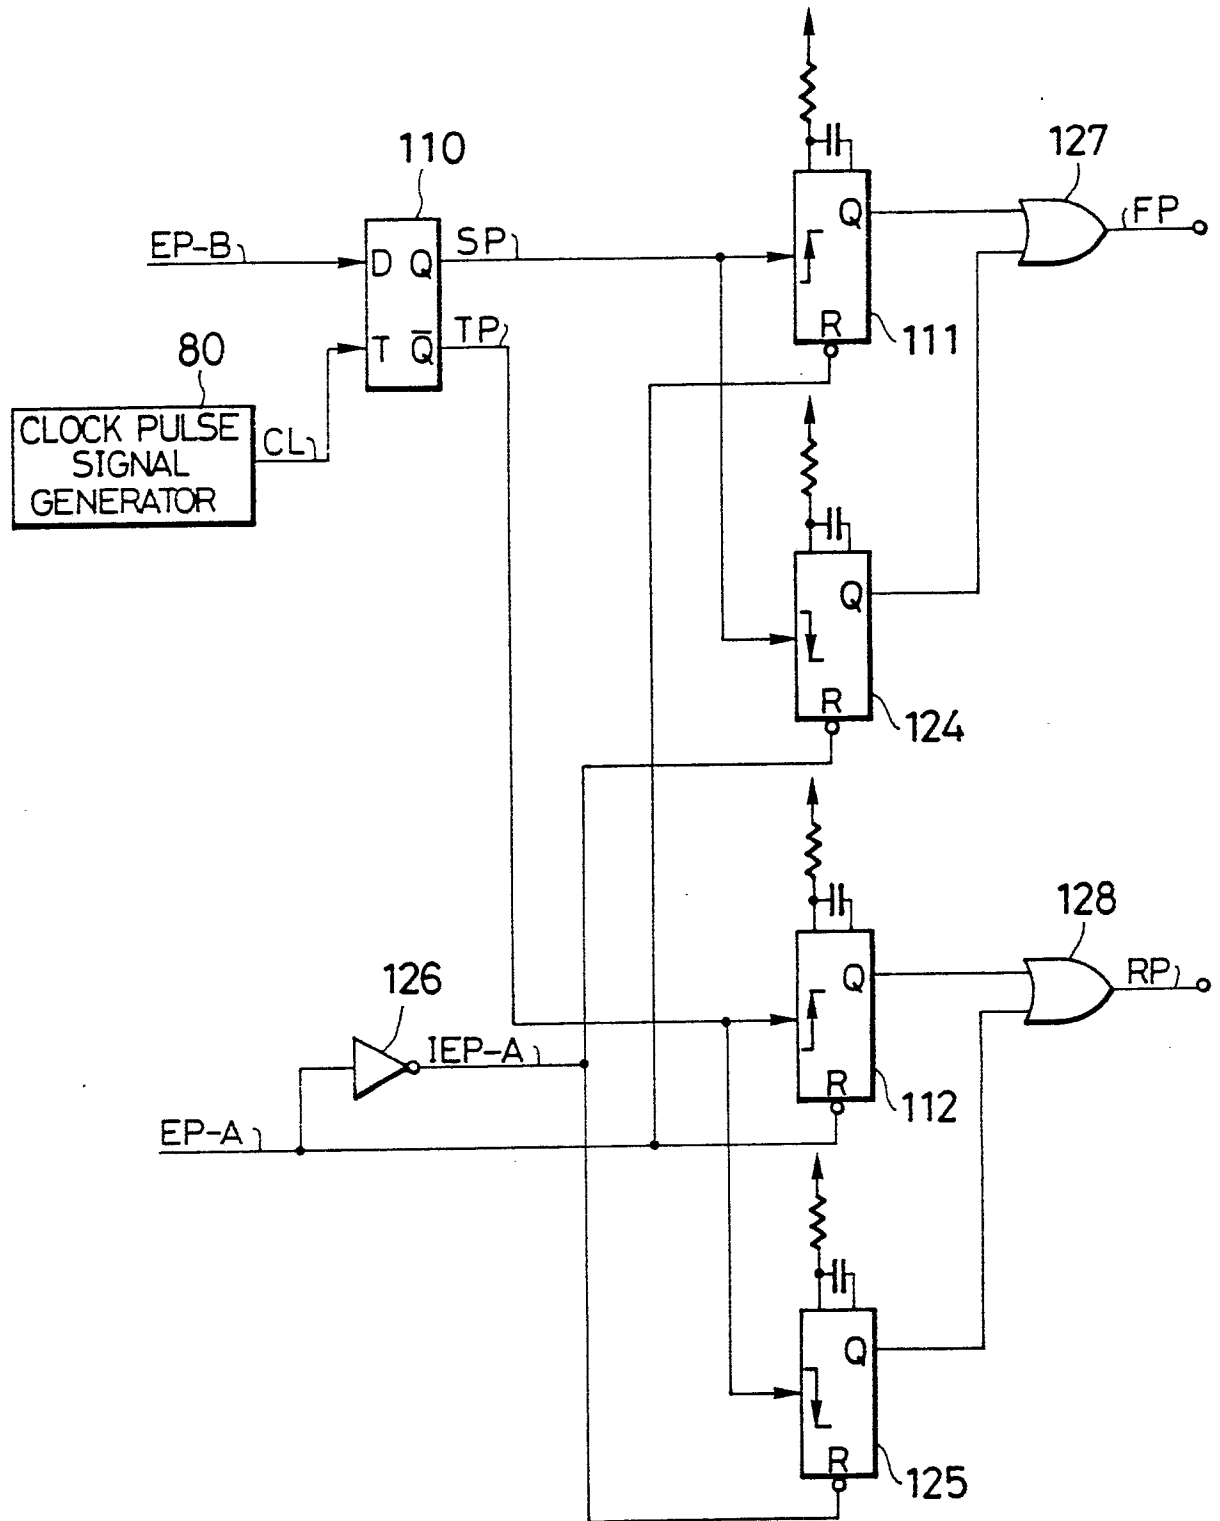 127
110
Q
FP
EP-B
SP
D Q
R
TP
T Q̅
111
80
CLOCK PULSE
SIGNAL
GENERATOR
CL
Q
R
124
128
126
Q
RP
IEP-A
R
112
EP-A
Q
R
125